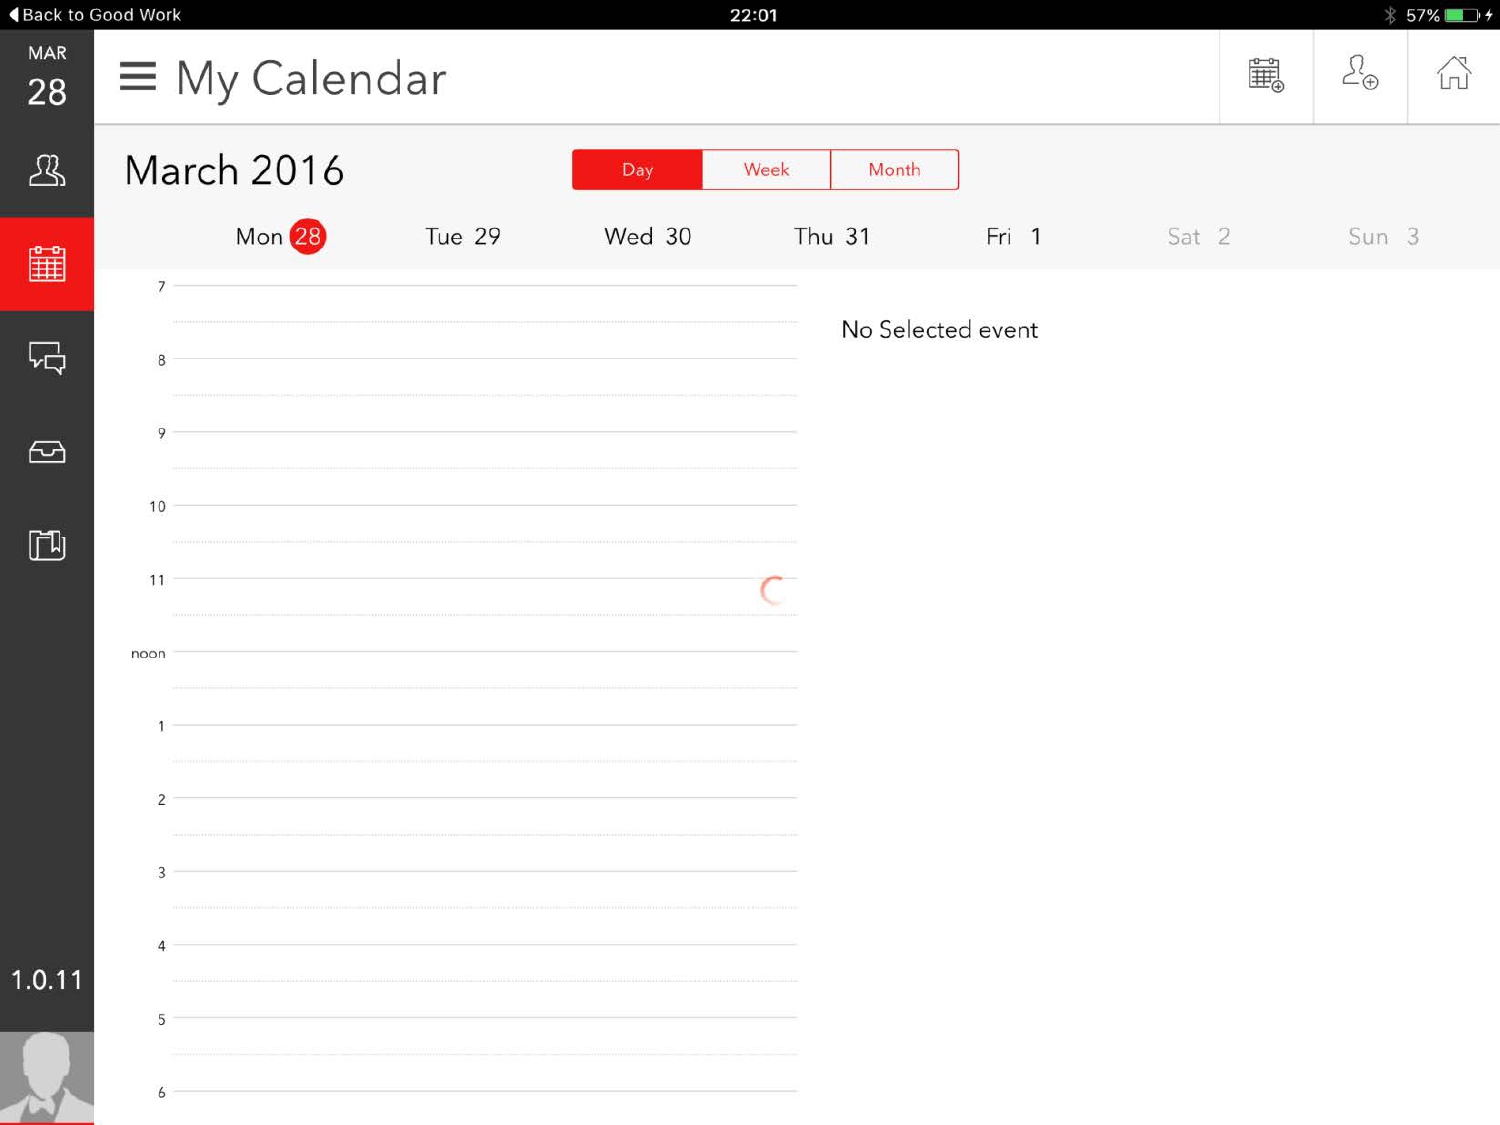 Back to Good Work
22:01
57%
MAR
28
My Calendar
March 2016
Day
Week
Month
Mon 28
Tue 29
Wed 30
Thu 31
Fri 1
Sat 2
Sun 3
7
No Selected event
8
9
10
11
noon
1
2
3
4
1.0.11
5
6